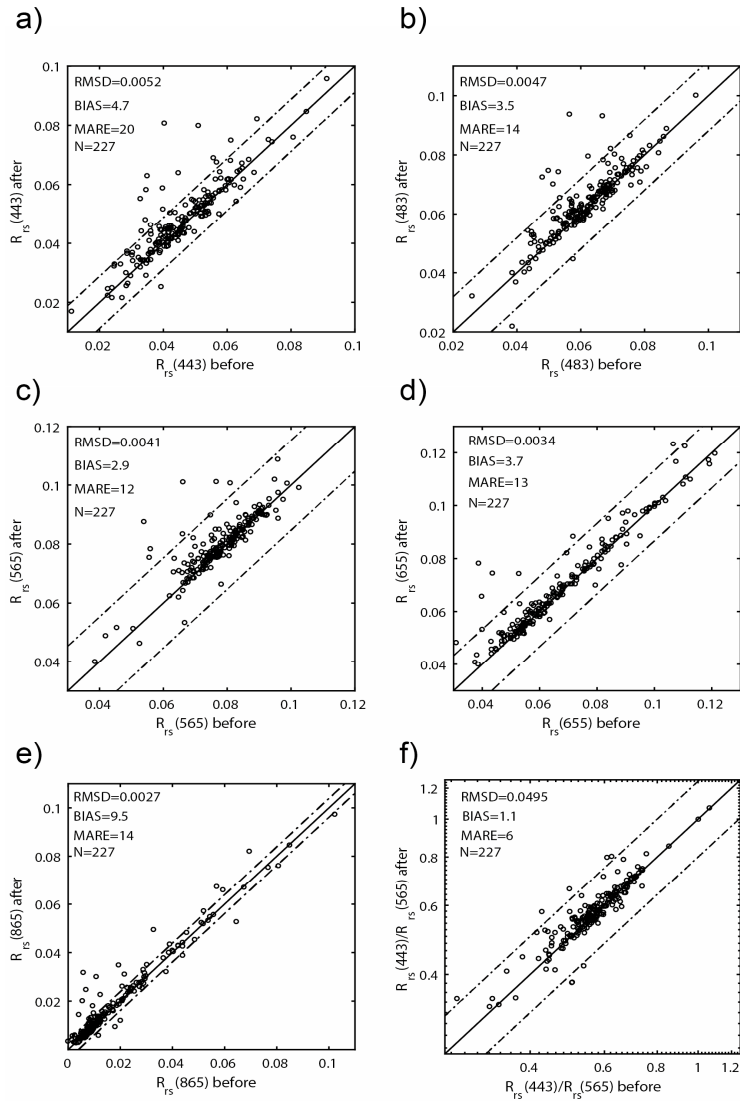 a)
RMSD=0.0052
BIAS=4.7
MARE=20
N=227
0.1
0.08
0.06
0.04
0.02
0.02 0.04 0.06 0.08 0.1
Rrs(443) after
Rrs(443) before
b)
RMSD=0.0047
BIAS=3.5
MARE=14
N=227
0.1
0.08
0.06
0.04
0.02
0.02 0.04 0.06 0.08 0.1
Rrs(483) after
Rrs(483) before
c)
RMSD=0.0041
BIAS=2.9
MARE=12
N=227
0.12
0.1
0.08
0.06
0.04
0.04 0.06 0.08 0.1 0.12
Rrs(565) after
Rrs(565) before
d)
RMSD=0.0034
BIAS=3.7
MARE=13
N=227
0.12
0.1
0.08
0.06
0.04
0.04 0.06 0.08 0.1 0.12
Rrs(655) after
Rrs(655) before
e)
RMSD=0.0027
BIAS=9.5
MARE=14
N=227
0.1
0.08
0.06
0.04
0.02
0 0.02 0.04 0.06 0.08 0.1
Rrs(865) after
Rrs(865) before
f)
RMSD=0.0495
BIAS=1.1
MARE=6
N=227
1.2
1
0.8
0.6
0.4
0.4 0.6 0.8 1 1.2
Rrs(443)/Rrs(565) after
Rrs(443)/Rrs(565) before